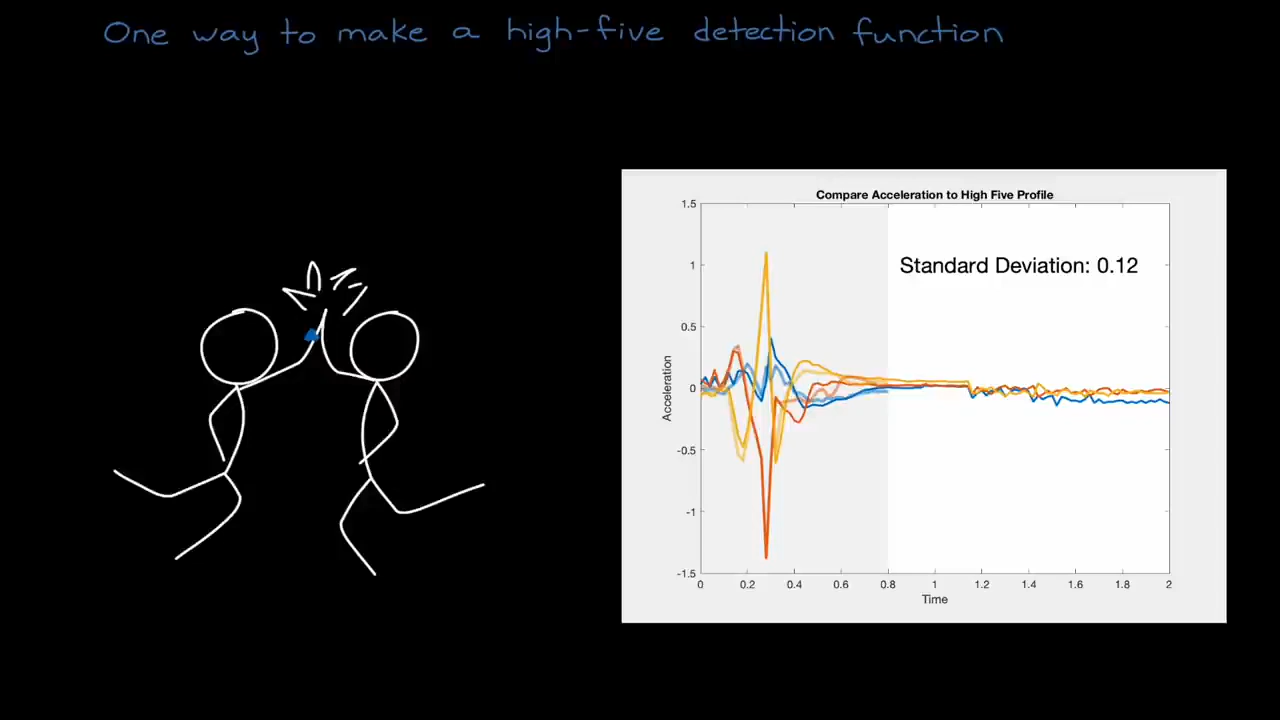 One way to make a high-five detection function
Compare Acceleration to High Five Profile
Standard Deviation: 0.12
1.5
1
0.5
0
-0.5
-1
-1.5
Acceleration
0 0.2 0.4 0.6 0.8 1 1.2 1.4 1.6 1.8 2
Time